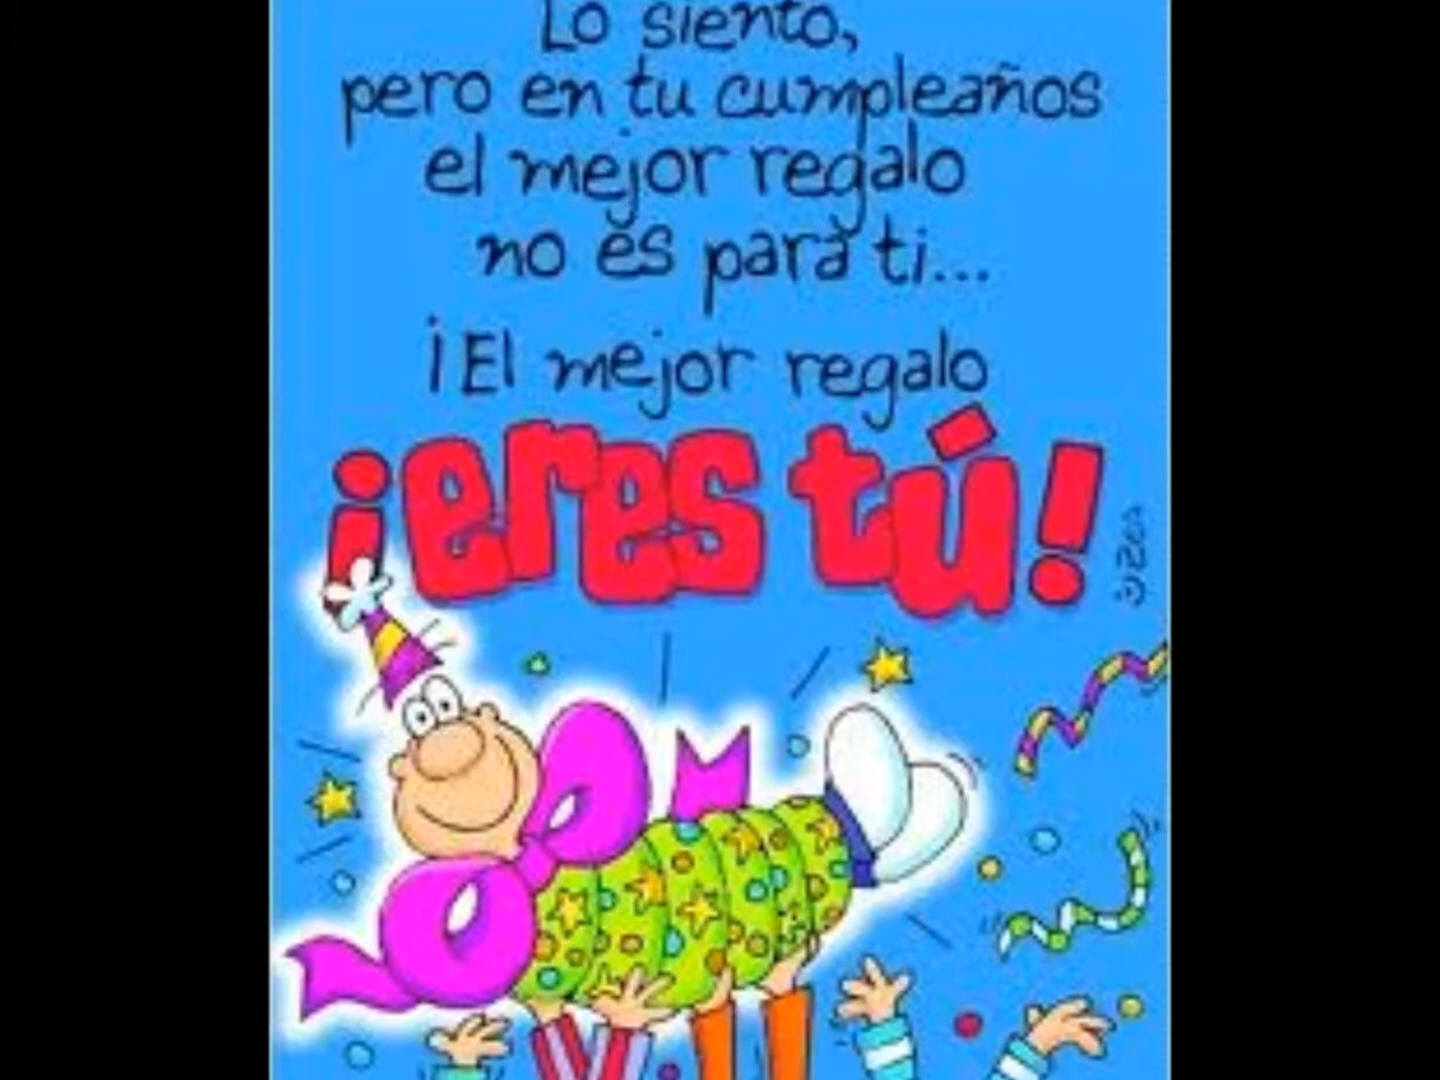 Lo siento,
pero en tu cumpleaños
el mejor regalo
no es para ti...
¡El mejor regalo
¡eres tú!